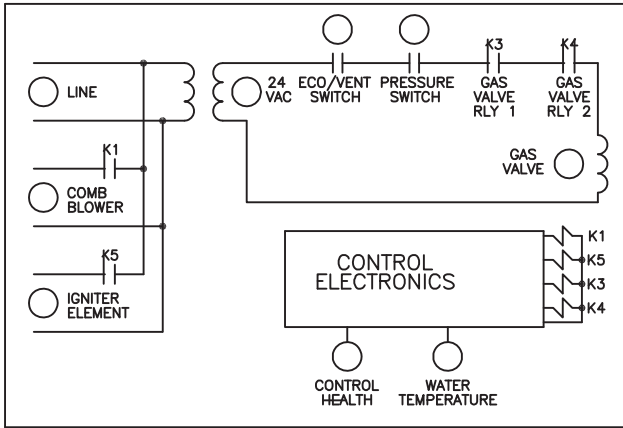 K3
K4
LINE
24
VAC
ECO/VENT
SWITCH
PRESSURE
SWITCH
GAS
VALVE
RLY 1
GAS
VALVE
RLY 2
K1
COMB
BLOWER
GAS
VALVE
K5
IGNITER
ELEMENT
CONTROL
ELECTRONICS
K1
K5
K3
K4
CONTROL
HEALTH
WATER
TEMPERATURE